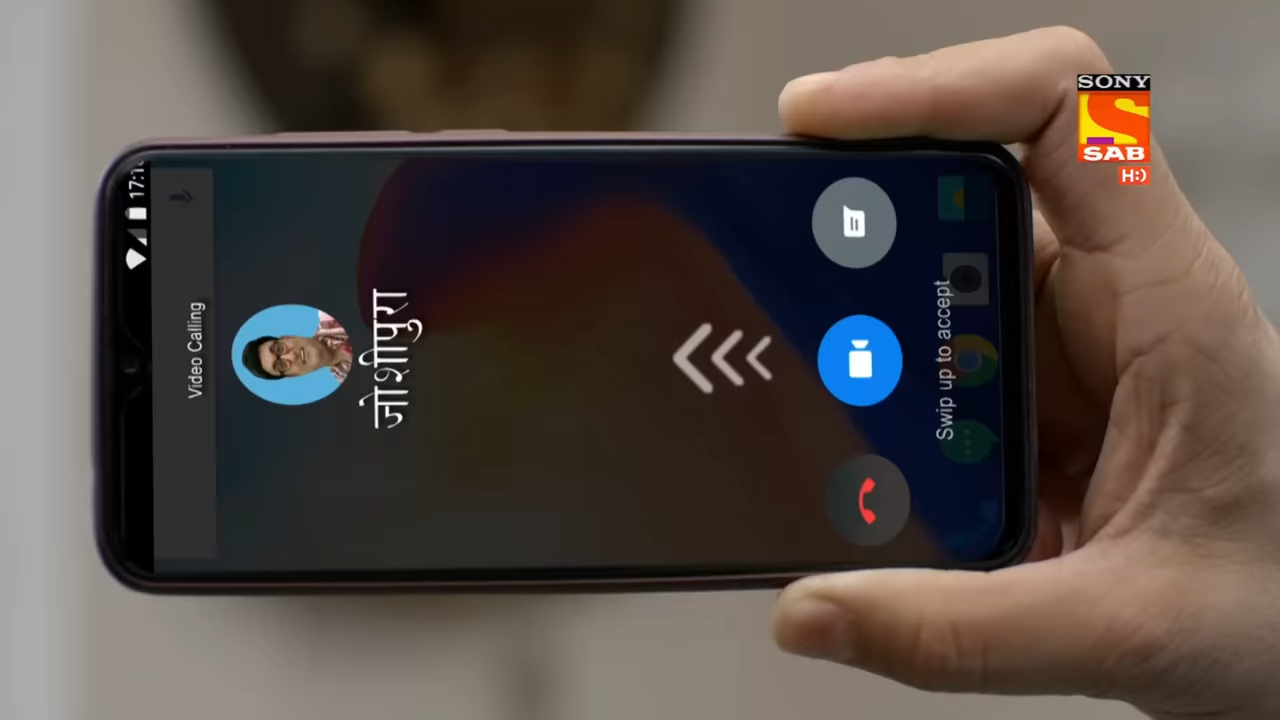 17:1
Video Calling
जोशीपुरा
Swip up to accept
SONY
SAB
HD